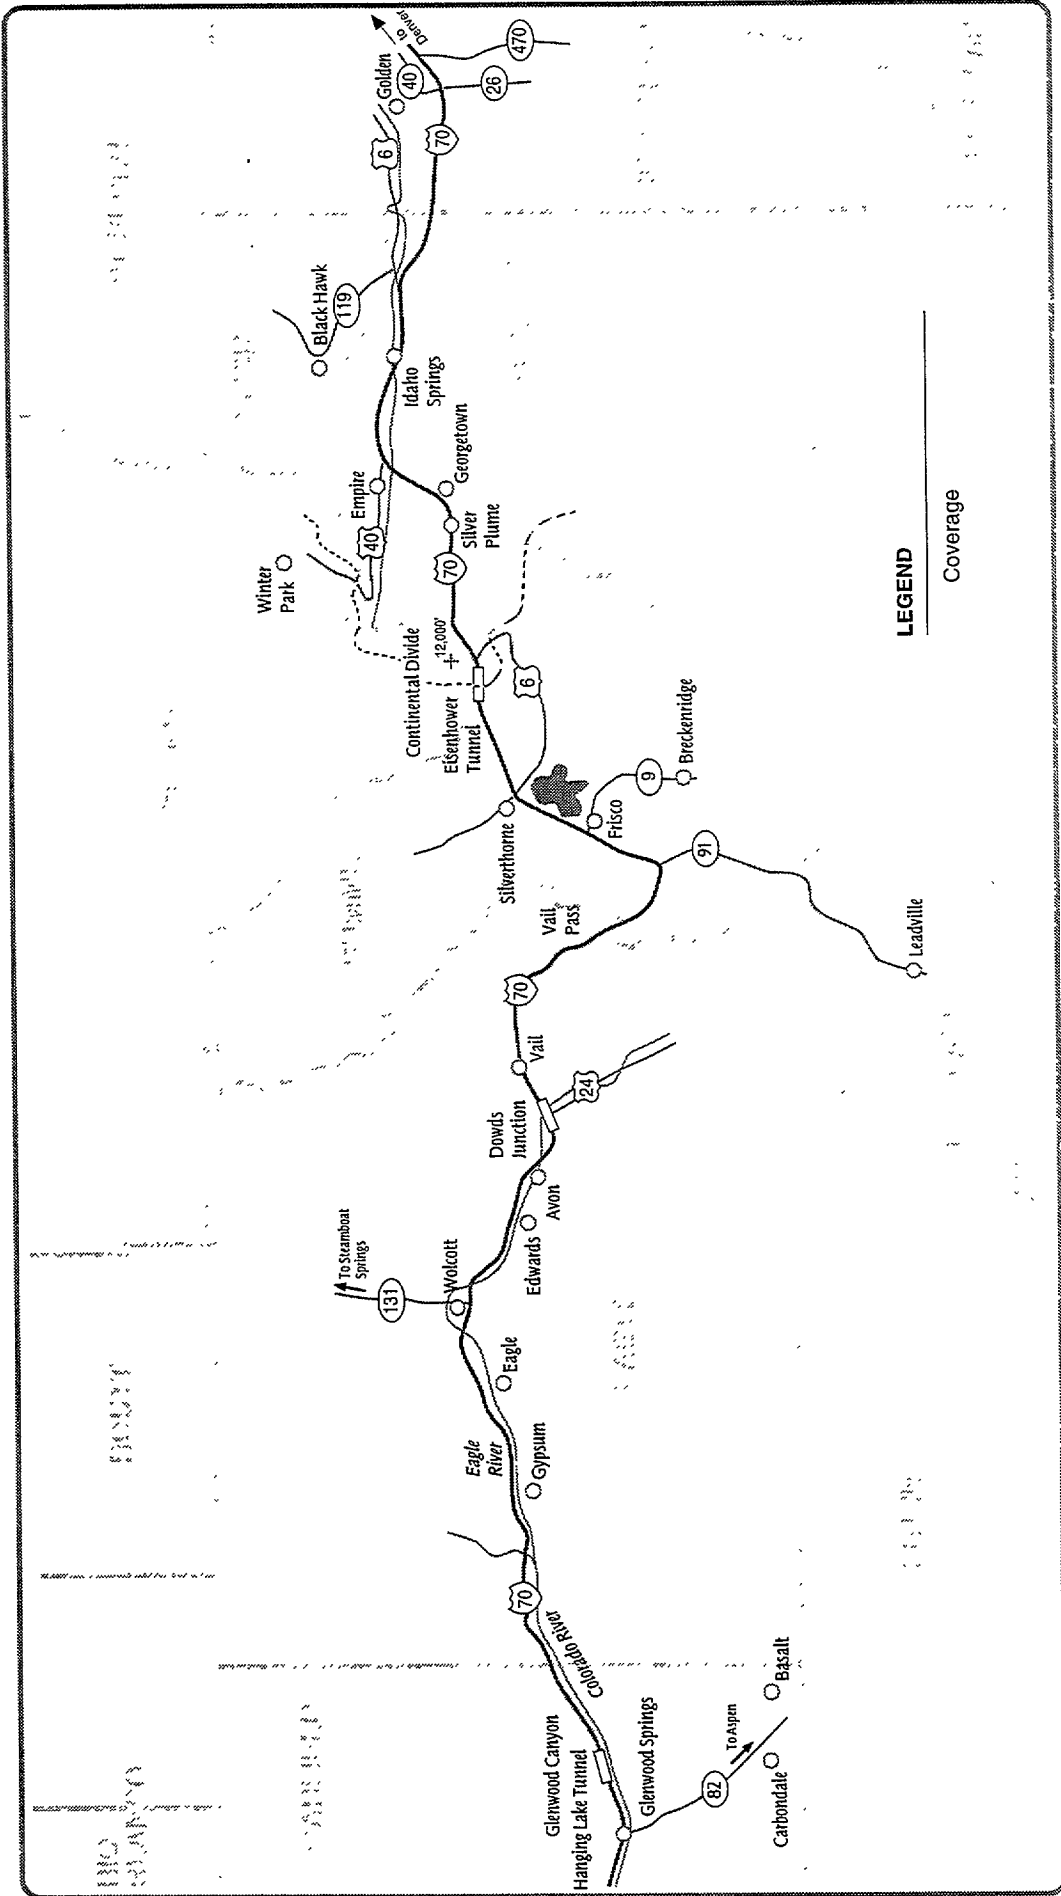 Glenwood Canyon
Hanging Lake Tunnel
Glenwood Springs
82
Carbondale
To Aspen
Basalt
Colorado River
70
Eagle
River
Gypsum
Eagle
131
To Steamboat
Springs
Wolcott
Edwards
Avon
Dowds
Junction
24
Vail
70
Vail
Pass
Silverthorne
Frisco
91
Leadville
9
Breckenridge
6
Continental Divide
12,000'
Eisenhower
Tunnel
Winter
Park
40
Empire
70
Silver
Plume
Georgetown
Idaho
Springs
Black Hawk
119
6
70
Golden
40
26
470
to
Denver
LEGEND
Coverage